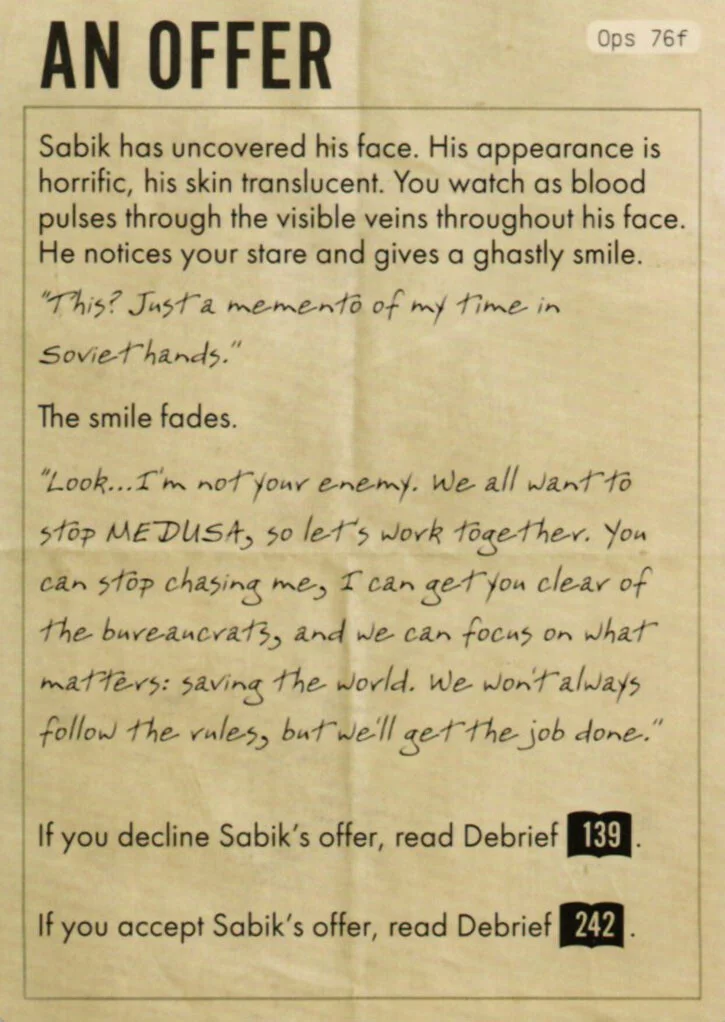 AN OFFER
Ops 76f
Sabik has uncovered his face. His appearance is
horrific, his skin translucent. You watch as blood
pulses through the visible veins throughout his face.
He notices your stare and gives a ghastly smile.
"This? Just a memento of my time in
Soviet hands."
The smile fades.
"Look...I'm not your enemy. We all want to
stop MEDUSA, so let's work together. You
can stop chasing me, I can get you clear of
the bureaucrats, and we can focus on what
matters: saving the world. We won't always
follow the rules, but we'll get the job done."
If you decline Sabik's offer, read Debrief 139.
If you accept Sabik's offer, read Debrief 242.